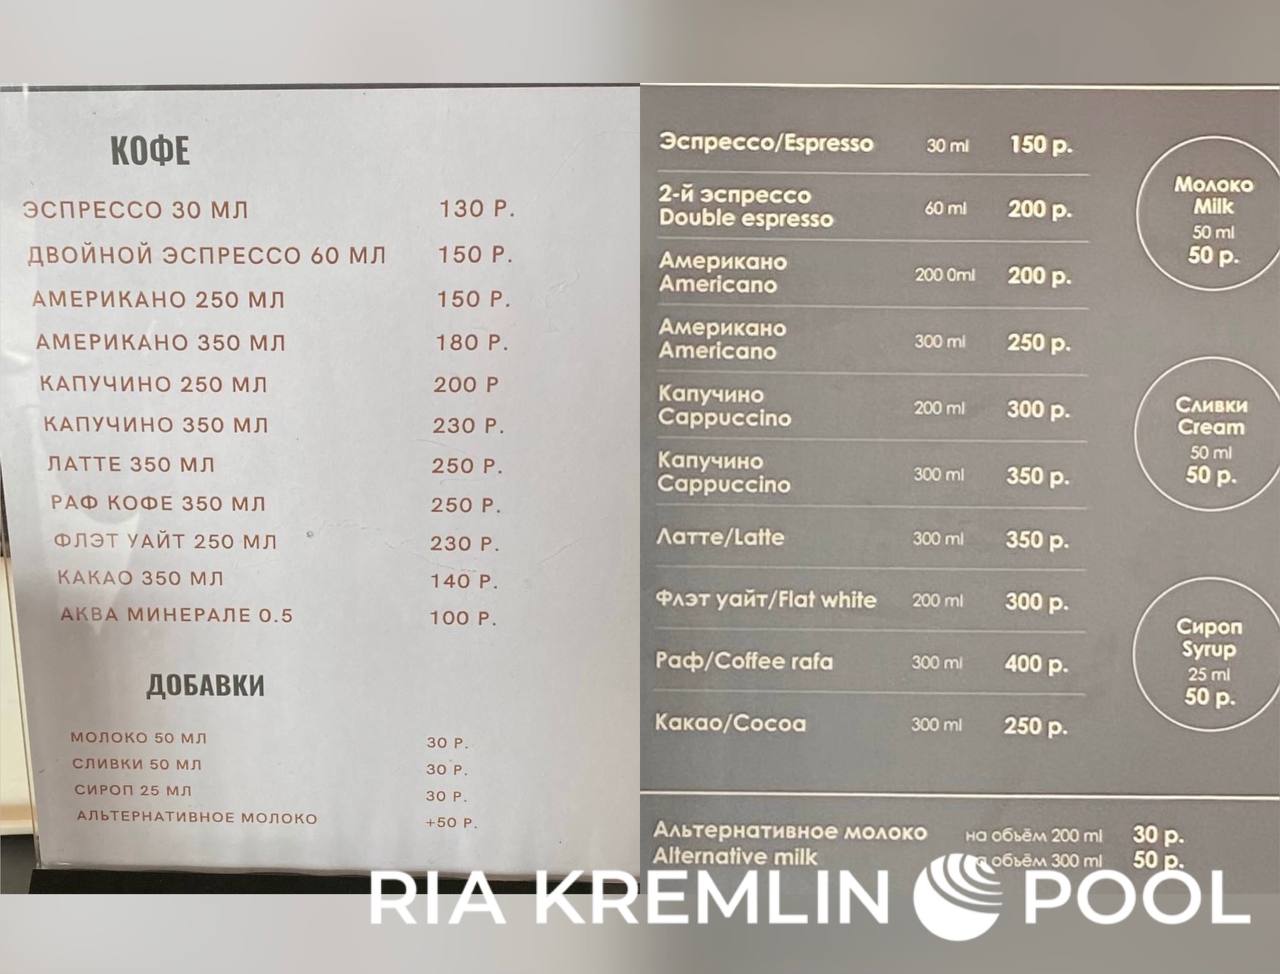 КОФЕ
ЭСПРЕССО 30 МЛ 130 Р.
ДВОЙНОЙ ЭСПРЕССО 60 МЛ 150 Р.
АМЕРИКАНО 250 МЛ 150 Р.
АМЕРИКАНО 350 МЛ 180 Р.
КАПУЧИНО 250 МЛ 200 Р
КАПУЧИНО 350 МЛ 230 Р.
ЛАТТЕ 350 МЛ 250 Р.
РАФ КОФЕ 350 МЛ 250 Р.
ФЛЭТ УАЙТ 250 МЛ 230 Р.
КАКАО 350 МЛ 140 Р.
АКВА МИНЕРАЛЕ 0.5 100 Р.
ДОБАВКИ
МОЛОКО 50 МЛ 30 Р.
СЛИВКИ 50 МЛ 30 Р.
СИРОП 25 МЛ 30 Р.
АЛЬТЕРНАТИВНОЕ МОЛОКО +50 Р.
Эспрессо/Espresso 30 ml 150 р.
2-й эспрессо
Double espresso 60 ml 200 р.
Американо
Americano 200 0ml 200 р.
Американо
Americano 300 ml 250 р.
Капучино
Cappuccino 200 ml 300 р.
Капучино
Cappuccino 300 ml 350 р.
Латте/Latte 300 ml 350 р.
Флэт уайт/Flat white 200 ml 300 р.
Раф/Coffee rafa 300 ml 400 р.
Какао/Cocoa 300 ml 250 р.
Молоко
Milk
50 ml
50 р.
Сливки
Cream
50 ml
50 р.
Сироп
Syrup
25 ml
50 р.
Альтернативное молоко на объём 200 ml 30 р.
Alternative milk на объём 300 ml 50 р.
RIA KREMLIN POOL